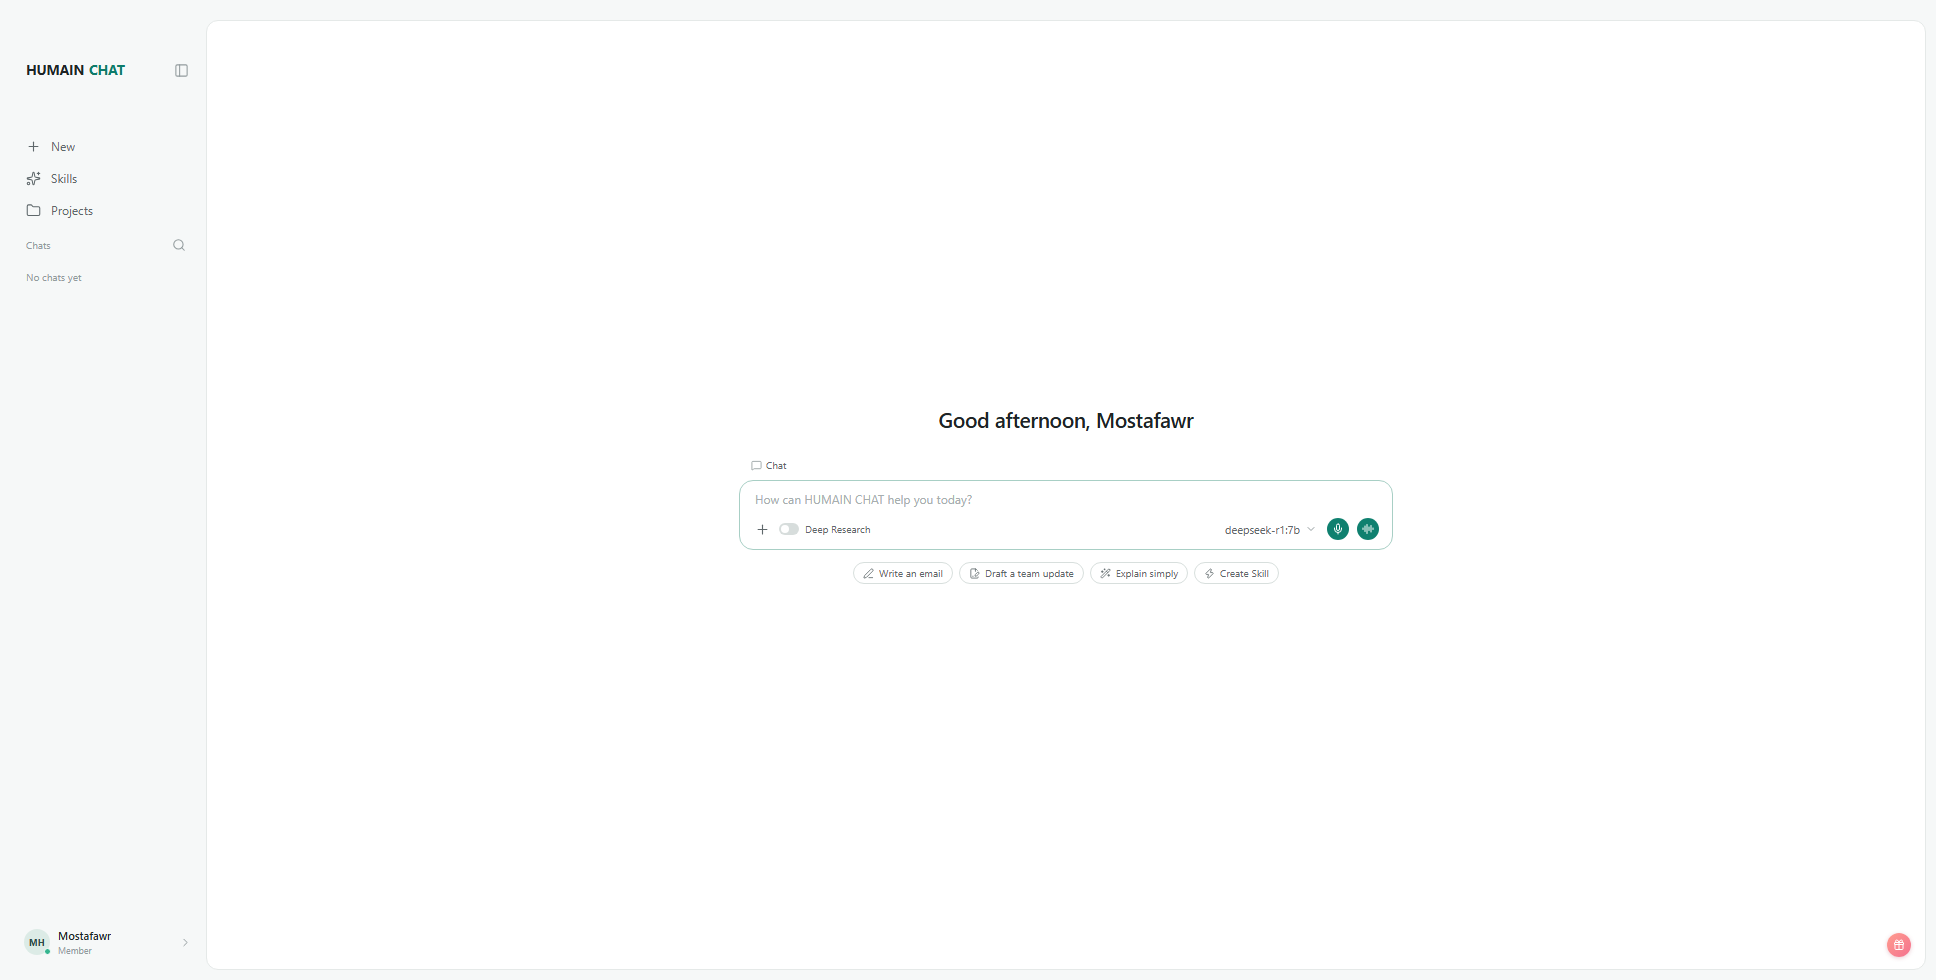 HUMAIN CHAT
New
Skills
Projects
Chats
No chats yet
Good afternoon, Mostafawr
Chat
How can HUMAIN CHAT help you today?
Deep Research
deepseek-r1:7b
Write an email
Draft a team update
Explain simply
Create Skill
MH
Mostafawr
Member